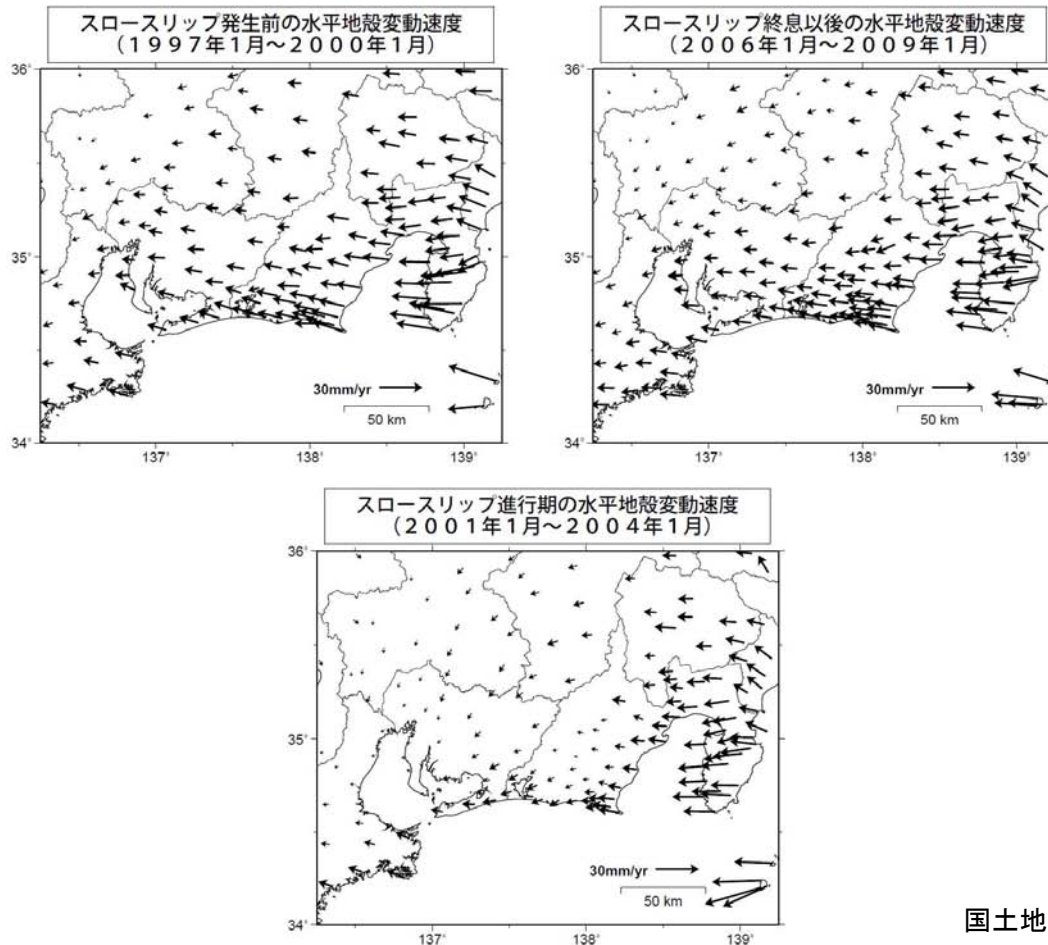 スロースリップ発生前の水平地殻変動速度
（１９９７年１月～２０００年１月）
36°
35°
34°
137°
138°
139°
30mm/yr
50 km
スロースリップ終息以後の水平地殻変動速度
（２００６年１月～２００９年１月）
36°
35°
34°
137°
138°
139°
30mm/yr
50 km
スロースリップ進行期の水平地殻変動速度
（２００１年１月～２００４年１月）
36°
35°
34°
137°
138°
139°
30mm/yr
50 km
国土地